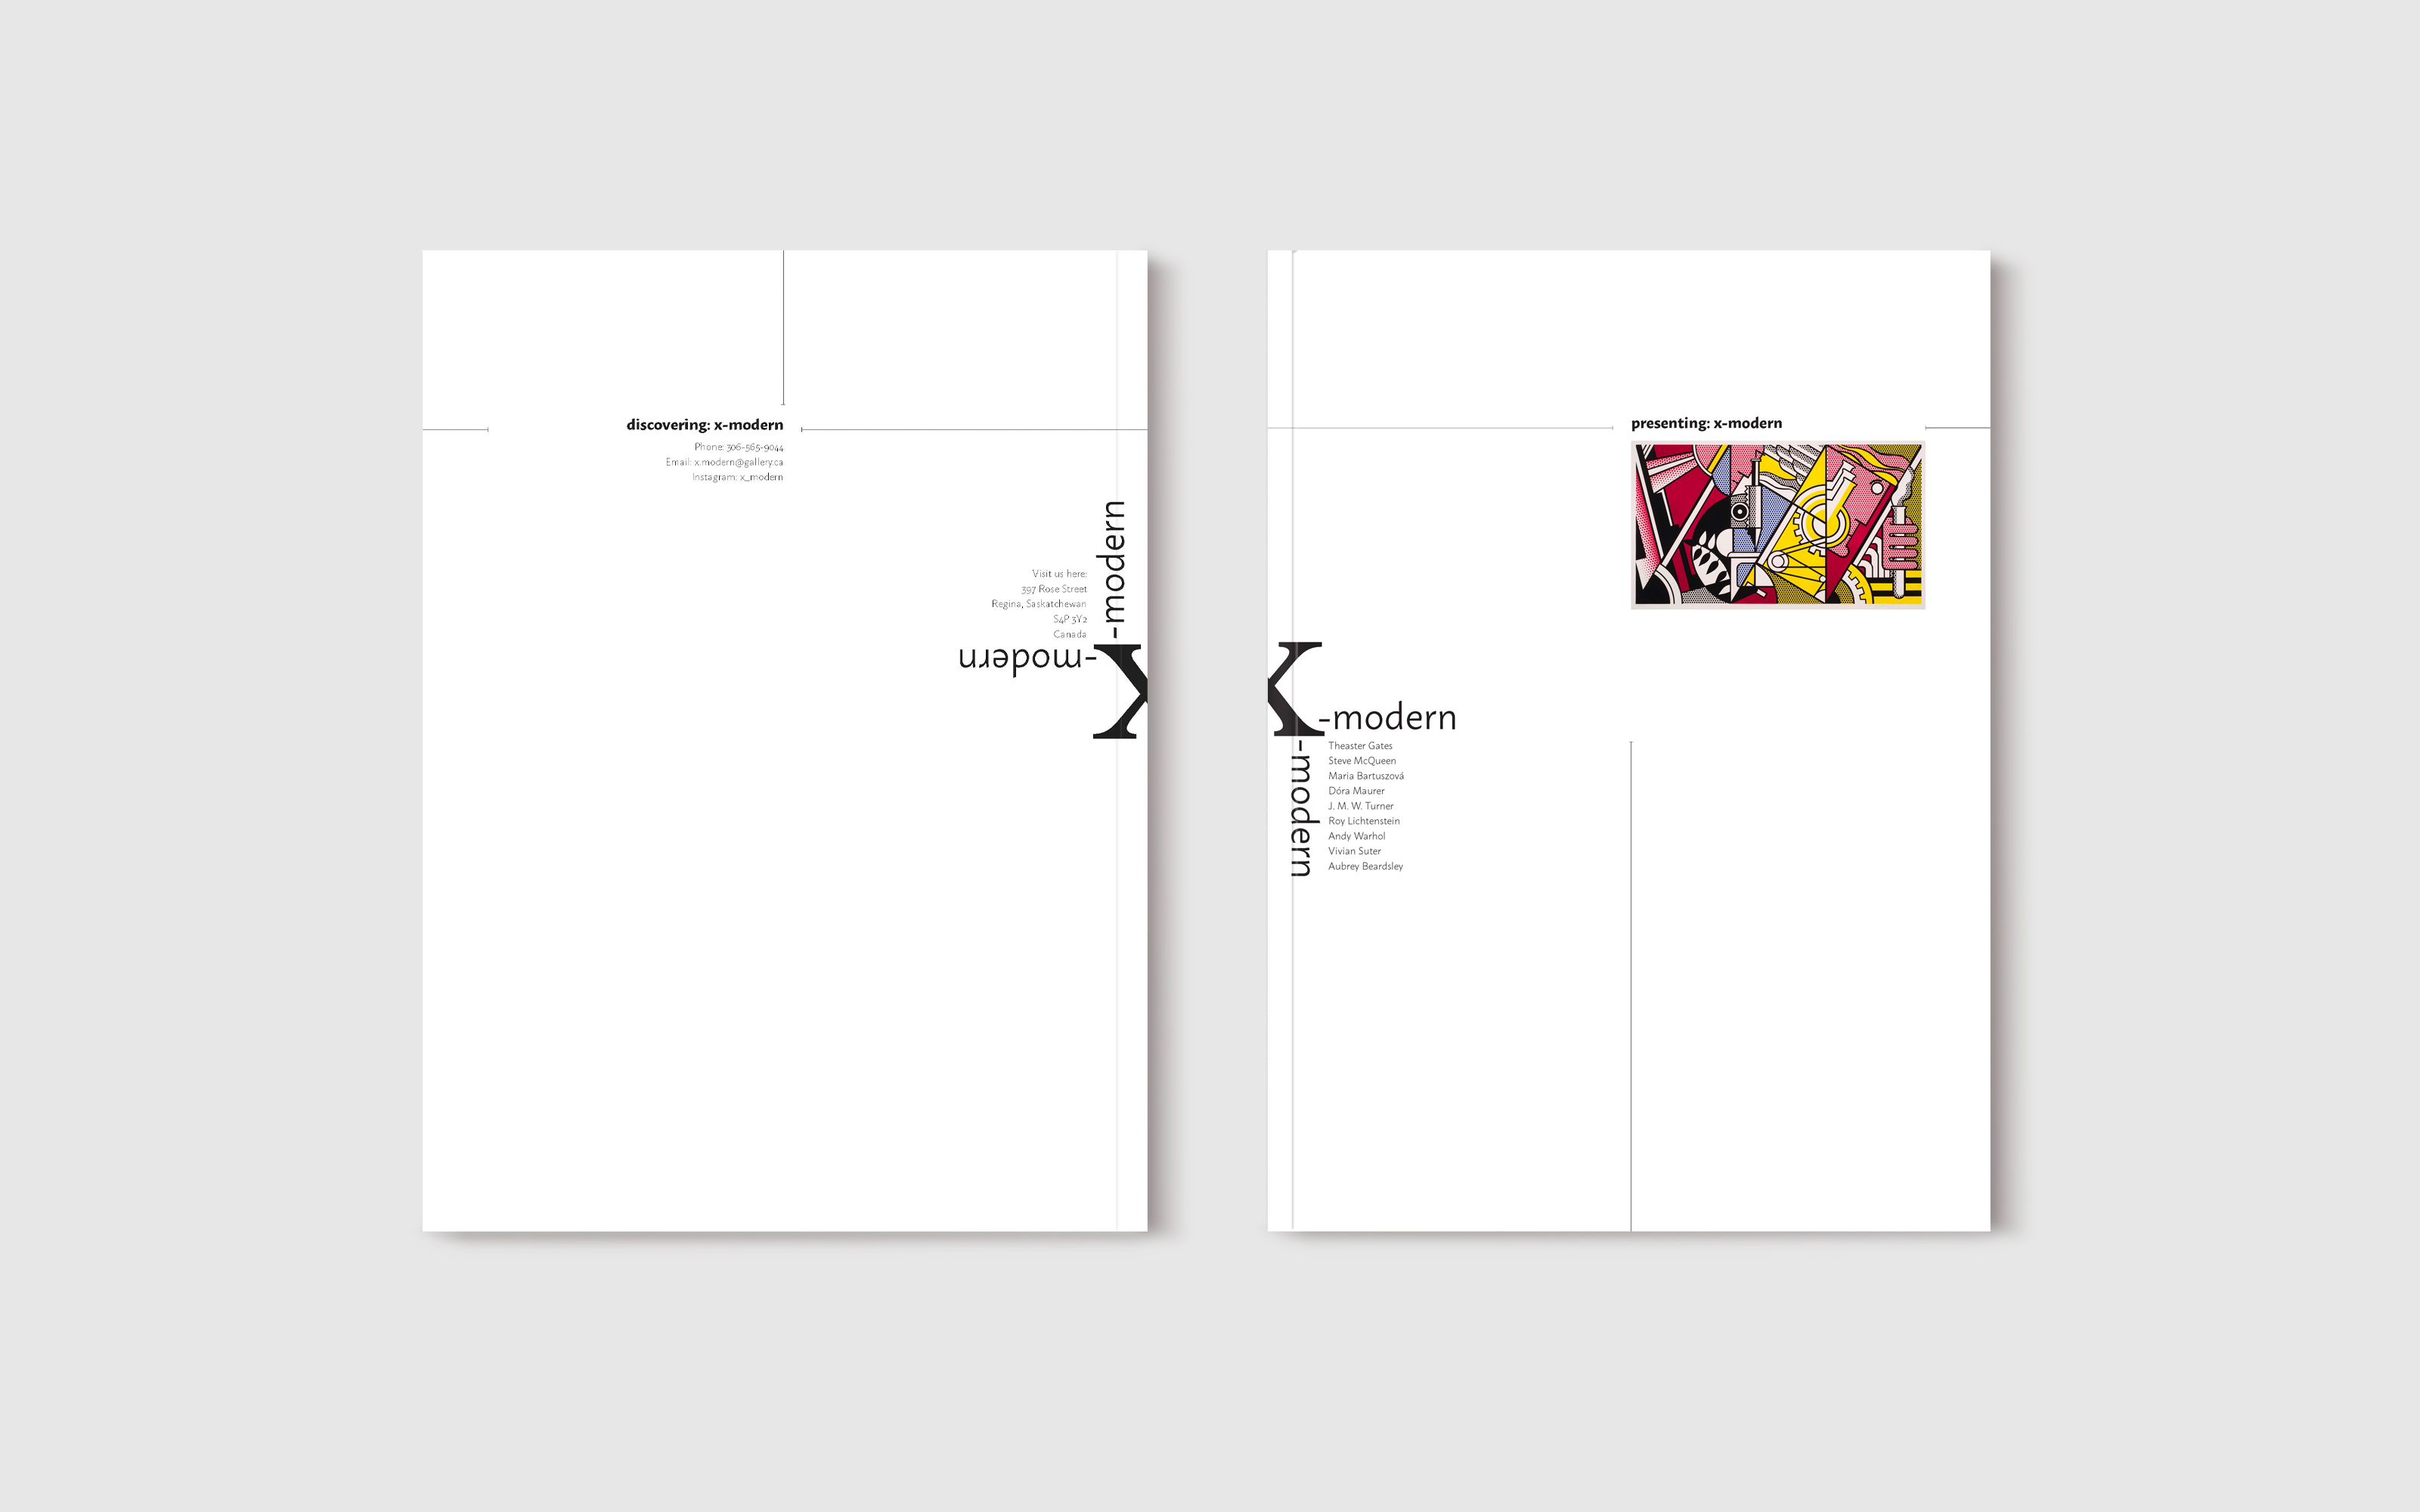 discovering: x-modern
Phone: 306-565-9044
Email: x.modern@gallery.ca
Instagram: x_modern
Visit us here:
397 Rose Street
Regina, Saskatchewan
S4P 3Y2
Canada
-modern
-modern
x
presenting: x-modern
x-modern
-modern
Theaster Gates
Steve McQueen
Maria Bartuszová
Dóra Maurer
J. M. W. Turner
Roy Lichtenstein
Andy Warhol
Vivian Suter
Aubrey Beardsley